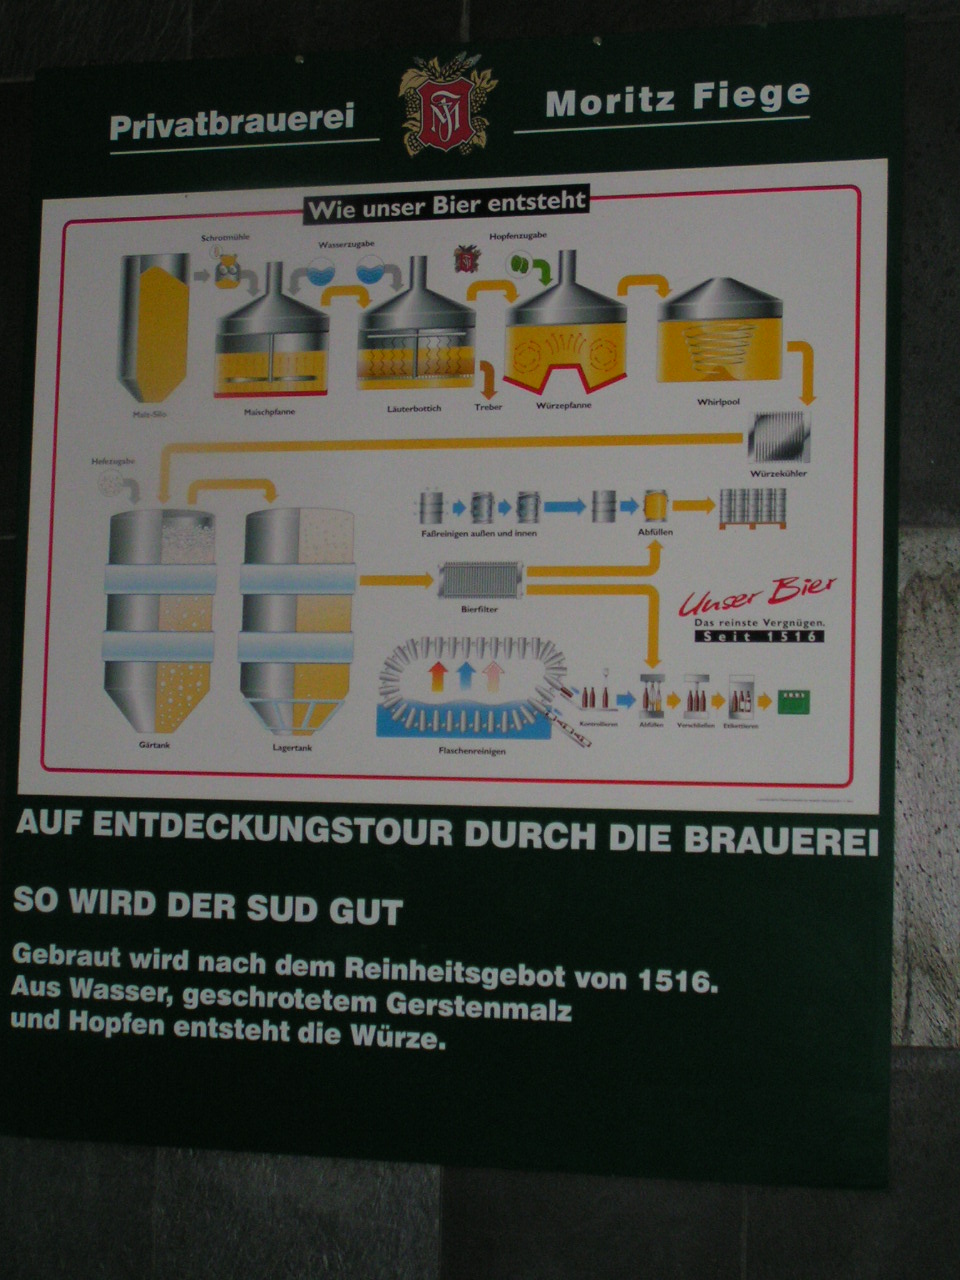 Privatbrauerei
Moritz Fiege
Wie unser Bier entsteht
Schrotmühle
Wasserzugabe
Hopfenzugabe
Malz-Silo
Maischpfanne
Läuterbottich
Treber
Würzepfanne
Whirlpool
Würzekühler
Hefezugabe
Faßreinigen außen und innen
Abfüllen
Bierfilter
Unser Bier
Das reinste Vergnügen.
Seit 1516
Gärtank
Lagertank
Flaschenreinigen
Kontrollieren
Abfüllen
Verschließen
Etikettieren
AUF ENTDECKUNGSTOUR DURCH DIE BRAUEREI
SO WIRD DER SUD GUT
Gebraut wird nach dem Reinheitsgebot von 1516.
Aus Wasser, geschrotetem Gerstenmalz
und Hopfen entsteht die Würze.